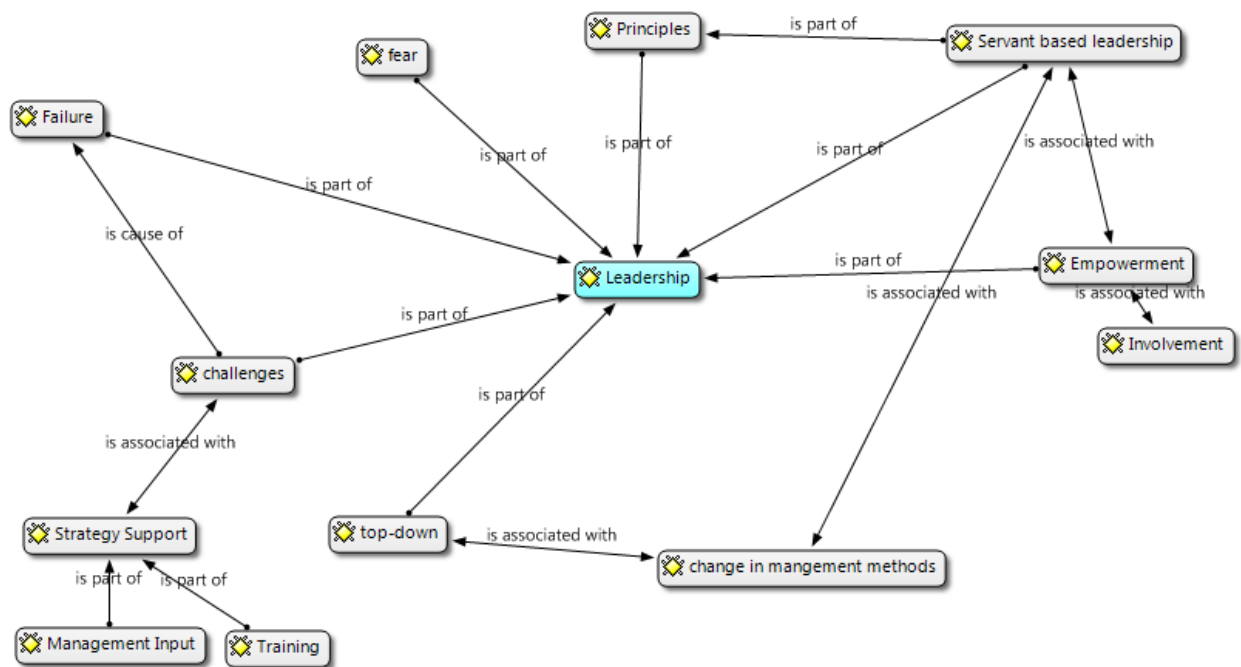 Principles
is part of
Servant based leadership
fear
Failure
is part of
is part of
is part of
is associated with
is part of
is cause of
Leadership
is part of
Empowerment
is associated with
is associated with
is part of
Involvement
challenges
is part of
is associated with
Strategy Support
top-down
is associated with
change in mangement methods
is part of
is part of
Management Input
Training